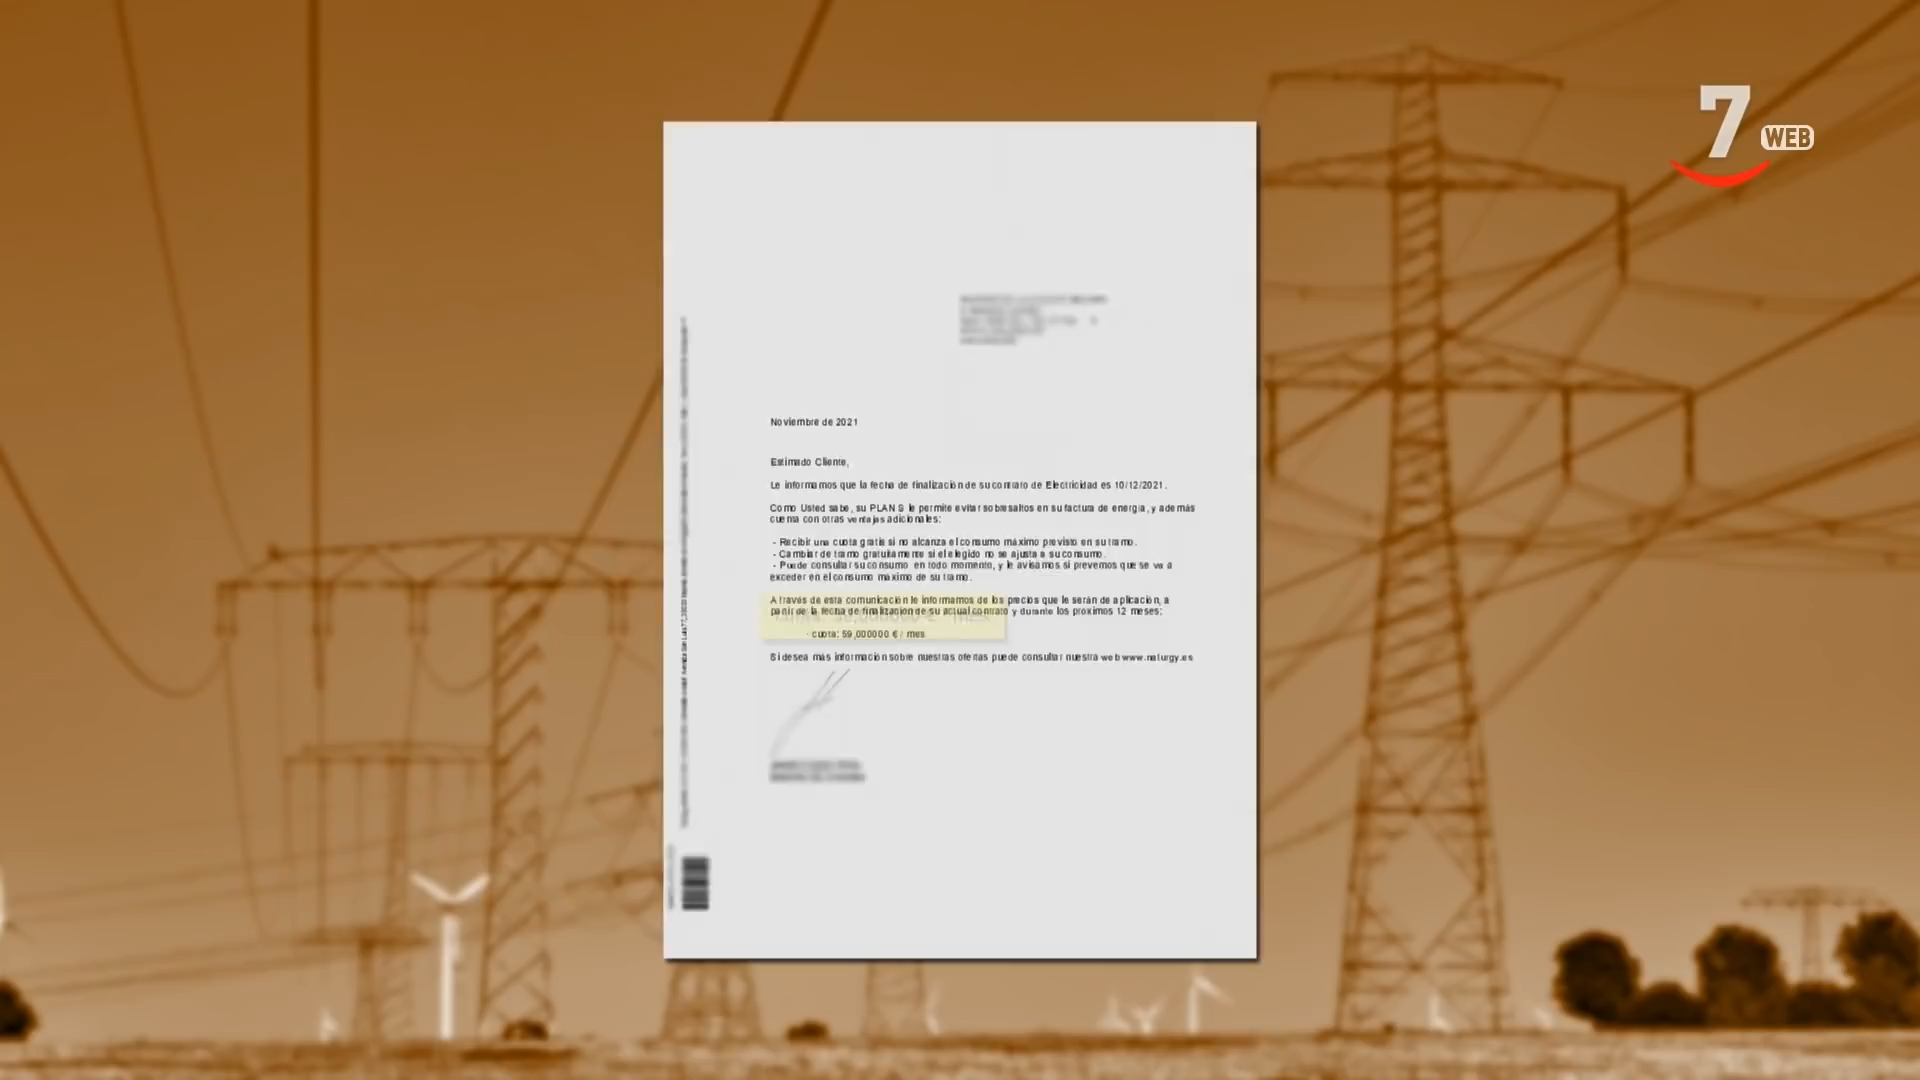 7
WEB
Noviembre de 2021
Estimado Cliente,
Le informamos que la fecha de finalización de su contrato de Electricidad es 10/12/2021.
Como Usted sabe, su PLAN le permite evitar sobresaltos en su factura de energía, y además
cuenta con otras ventajas adicionales:
- Recibir una cuota gratis si no alcanza el consumo máximo previsto en su tramo.
- Cambiar de tramo gratuitamente si el elegido no se ajusta a su consumo.
- Puede consultar su consumo en todo momento, y le avisamos si prevemos que se va a
exceder en el consumo máximo de su tramo.
A través de esta comunicación le informamos de los precios que le serán de aplicación, a
partir de la fecha de finalización de su actual contrato y durante los próximos 12 meses:
· cuota: 59,000000 € / mes
Si desea más información sobre nuestras ofertas puede consultar nuestra web www.naturgy.es